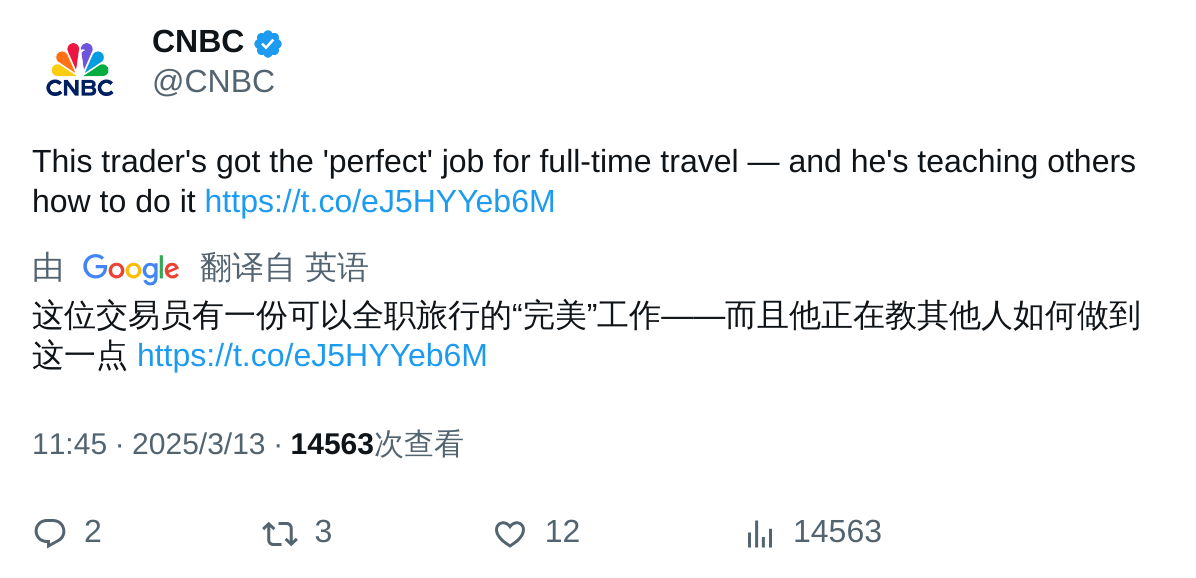 CNBC
CNBC
@CNBC
This trader's got the 'perfect' job for full-time travel — and he's teaching others
how to do it https://t.co/eJ5HYYeb6M
由 Google 翻译自 英语
这位交易员有一份可以全职旅行的“完美”工作——而且他正在教其他人如何做到
这一点 https://t.co/eJ5HYYeb6M
11:45 · 2025/3/13 · 14563次查看
2 3 12 14563